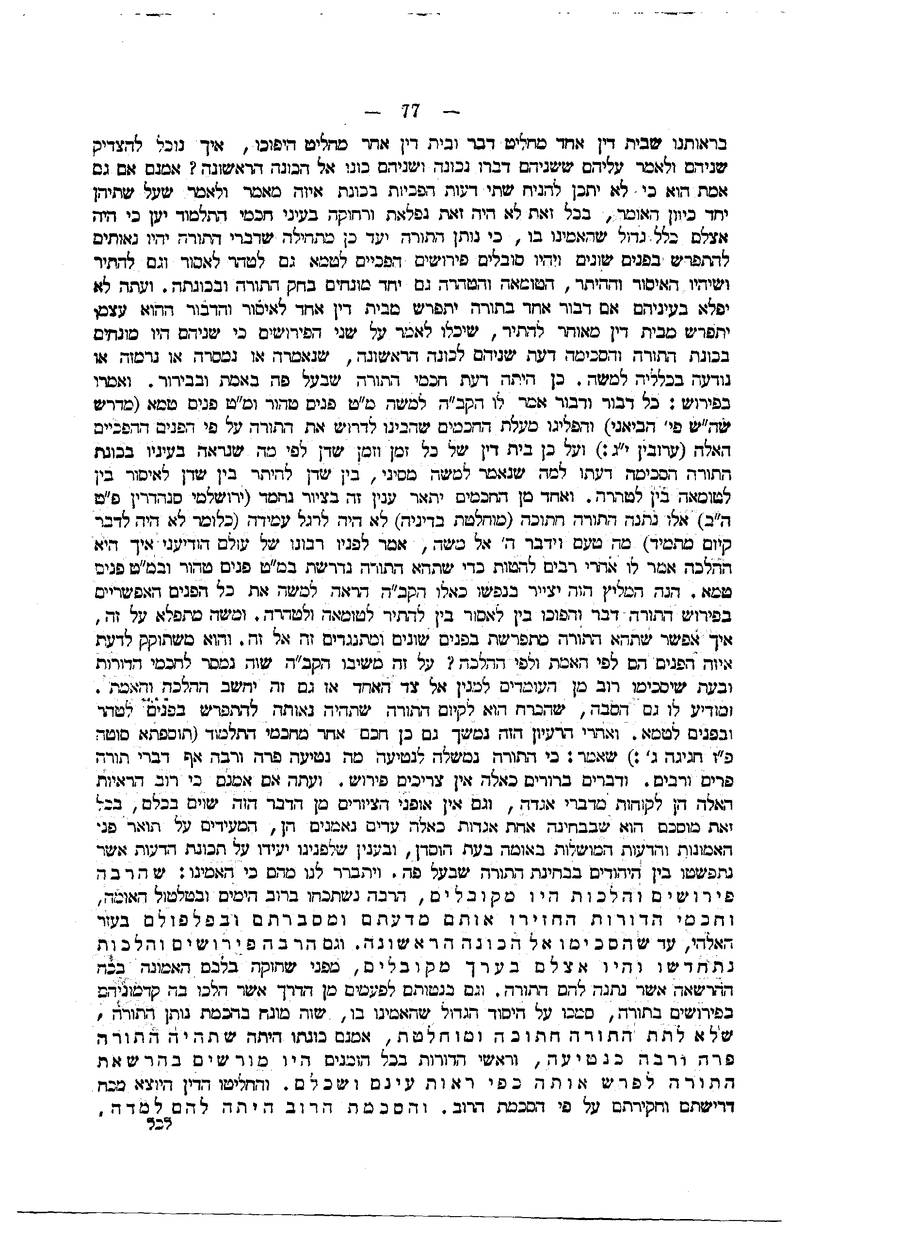 — 77 —
בראותנו שבית דין אחד מחליט דבר ובית דין אחר מחליט היפוכו, איך נוכל להצדיק
שניהם ולאמר עליהם ששניהם דברו נכונה ושניהם כונו אל הכונה הראשונה? אמנם אם גם
אמת הוא כי לא יתכן להניח שתי דעות הפכיות בכונת איזה מאמר ולאמר שעל שתיהן
יחד כיוון האומר, בכל זאת לא היה זאת נפלאת ורחוקה בעיני חכמי התלמוד יען כי היה
אצלם כלל גדול שהאמינו בו, כי נותן התורה יעד כן מתחילה שדברי התורה יהיו נאותים
להתפרש בפנים שונים ויהיו סובלים פירושים הפכיים לטמא גם לטהר לאסור וגם להתיר
ושיהיו האיסור וההיתר, הטומאה והטהרה גם יחד מונחים בחק התורה ובכונתה. ועתה לא
יפלא בעיניהם אם דבור אחד בתורה יתפרש מבית דין אחד לאיסור והדבור ההוא עצמו
יתפרש מבית דין מאוחר להתיר, שיכלו לאמר על שני הפירושים כי שניהם היו מונחים
בכונת התורה והסכימה דעת שניהם לכונה הראשונה, שנאמרה או נמסרה או נרמזה או
נודעה בכלליה למשה. כן היתה דעת חכמי התורה שבעל פה באמת ובבירור. ואמרו
בפירוש: כל דבור ודבור אמר לו הקב"ה למשה מ"ט פנים טהור ומ"ט פנים טמא (מדרש
שה"ש פי' הביאני) והפליגו מעלת החכמים שהבינו לדרוש את התורה על פי הפנים ההפכיים
האלה (ערובין י"ג:) ועל כן בית דין של כל זמן וזמן שדן לפי מה שנראה בעיניו בכונת
התורה הסכימה דעתו למה שנאמר למשה מסיני, בין שדן להיתר בין שדן לאיסור בין
לטומאה בין לטהרה. ואחד מן החכמים יתאר ענין זה בציור נחמד (ירושלמי סנהדרין פ"ט
ה"ב) אלו נתנה התורה חתוכה (מוחלטת בדיניה) לא היה לרגל עמידה (כלומר לא היה לדבר
קיום מתמיד) מה טעם וידבר ה' אל משה, אמר לפניו רבונו של עולם הודיעני איך היא
ההלכה אמר לו אחרי רבים להטות כדי שתהא התורה נדרשת במ"ט פנים טהור ובמ"ט פנים
טמא. הנה המליץ הזה יצייר בנפשו כאלו הקב"ה הראה למשה את כל הפנים האפשריים
בפירוש התורה דבר והפוכו בין לאסור בין להתיר לטומאה ולטהרה. ומשה מתפלא על זה,
איך אפשר שתהא התורה מתפרשת בפנים שונים ומתנגדים זה אל זה. והוא משתוקק לדעת
איזה הפנים הם לפי האמת ולפי ההלכה? על זה משיבו הקב"ה שזה נמסר לחכמי הדורות
ובעת שיסכימו רוב מן העומדים למנין אל צד האחד אז גם זה יחשב ההלכה והאמת.
ומודיע לו גם הסבה, שהכרח הוא לקיום התורה שתהיה נאותה להתפרש בפנים לטהר
ובפנים לטמא. ואחרי הרעיון הזה נמשך גם כן חכם אחד מחכמי התלמוד (תוספתא סוטה
פ"ז חגיגה ג':) שאמר: כי התורה נמשלה לנטיעה מה נטיעה פרה ורבה אף דברי תורה
פרים ורבים. ודברים ברורים כאלה אין צריכים פירוש. ועתה אם אמנם כי רוב הראיות
האלה הן לקוחות מדברי אגדה, וגם אין אופני הציורים מן הדבר הזה שוים בכלם, בכל
זאת מוסכם הוא שבבחינה אחת אגדות כאלה עדים נאמנים הן, המעידים על תואר פני
האמונות והדעות המושלות באומה בעת הוסדן, ובענין שלפנינו יעידו על תכונת הדעות אשר
נתפשטו בין היהודים בבחינת התורה שבעל פה. ויתברר לנו מהם כי האמינו: שהרבה
פירושים והלכות היו מקובלים, הרבה נשתכחו ברוב הימים ובטלטול האומה,
וחכמי הדורות החזירו אותם מדעתם ומסברתם ובפלפולם בעזר
האלהי, עד שהסכימו אל הכונה הראשונה. וגם הרבה פירושים והלכות
נתחדשו והיו אצלם בערך מקובלים, מפני שחזקה בלבם האמונה בכח
ההרשאה אשר נתנה להם התורה. וגם בנטותם לפעמים מן הדרך אשר הלכו בה קדמוניהם
בפירושים בתורה, סמכו על היסוד הגדול שהאמינו בו, שזה מונח בחכמת נותן התורה,
שלא לתת התורה חתוכה ומוחלטת, אמנם כונתו היתה שתהיה התורה
פרה ורבה כנטיעה, וראשי הדורות בכל הזמנים היו מורשים בהרשאת
התורה לפרש אותה כפי ראות עינם ושכלם. והחליטו הדין היוצא מכח
דרישתם וחקירתם על פי הסכמת הרוב. והסכמת הרוב היתה להם למדה,
לכל